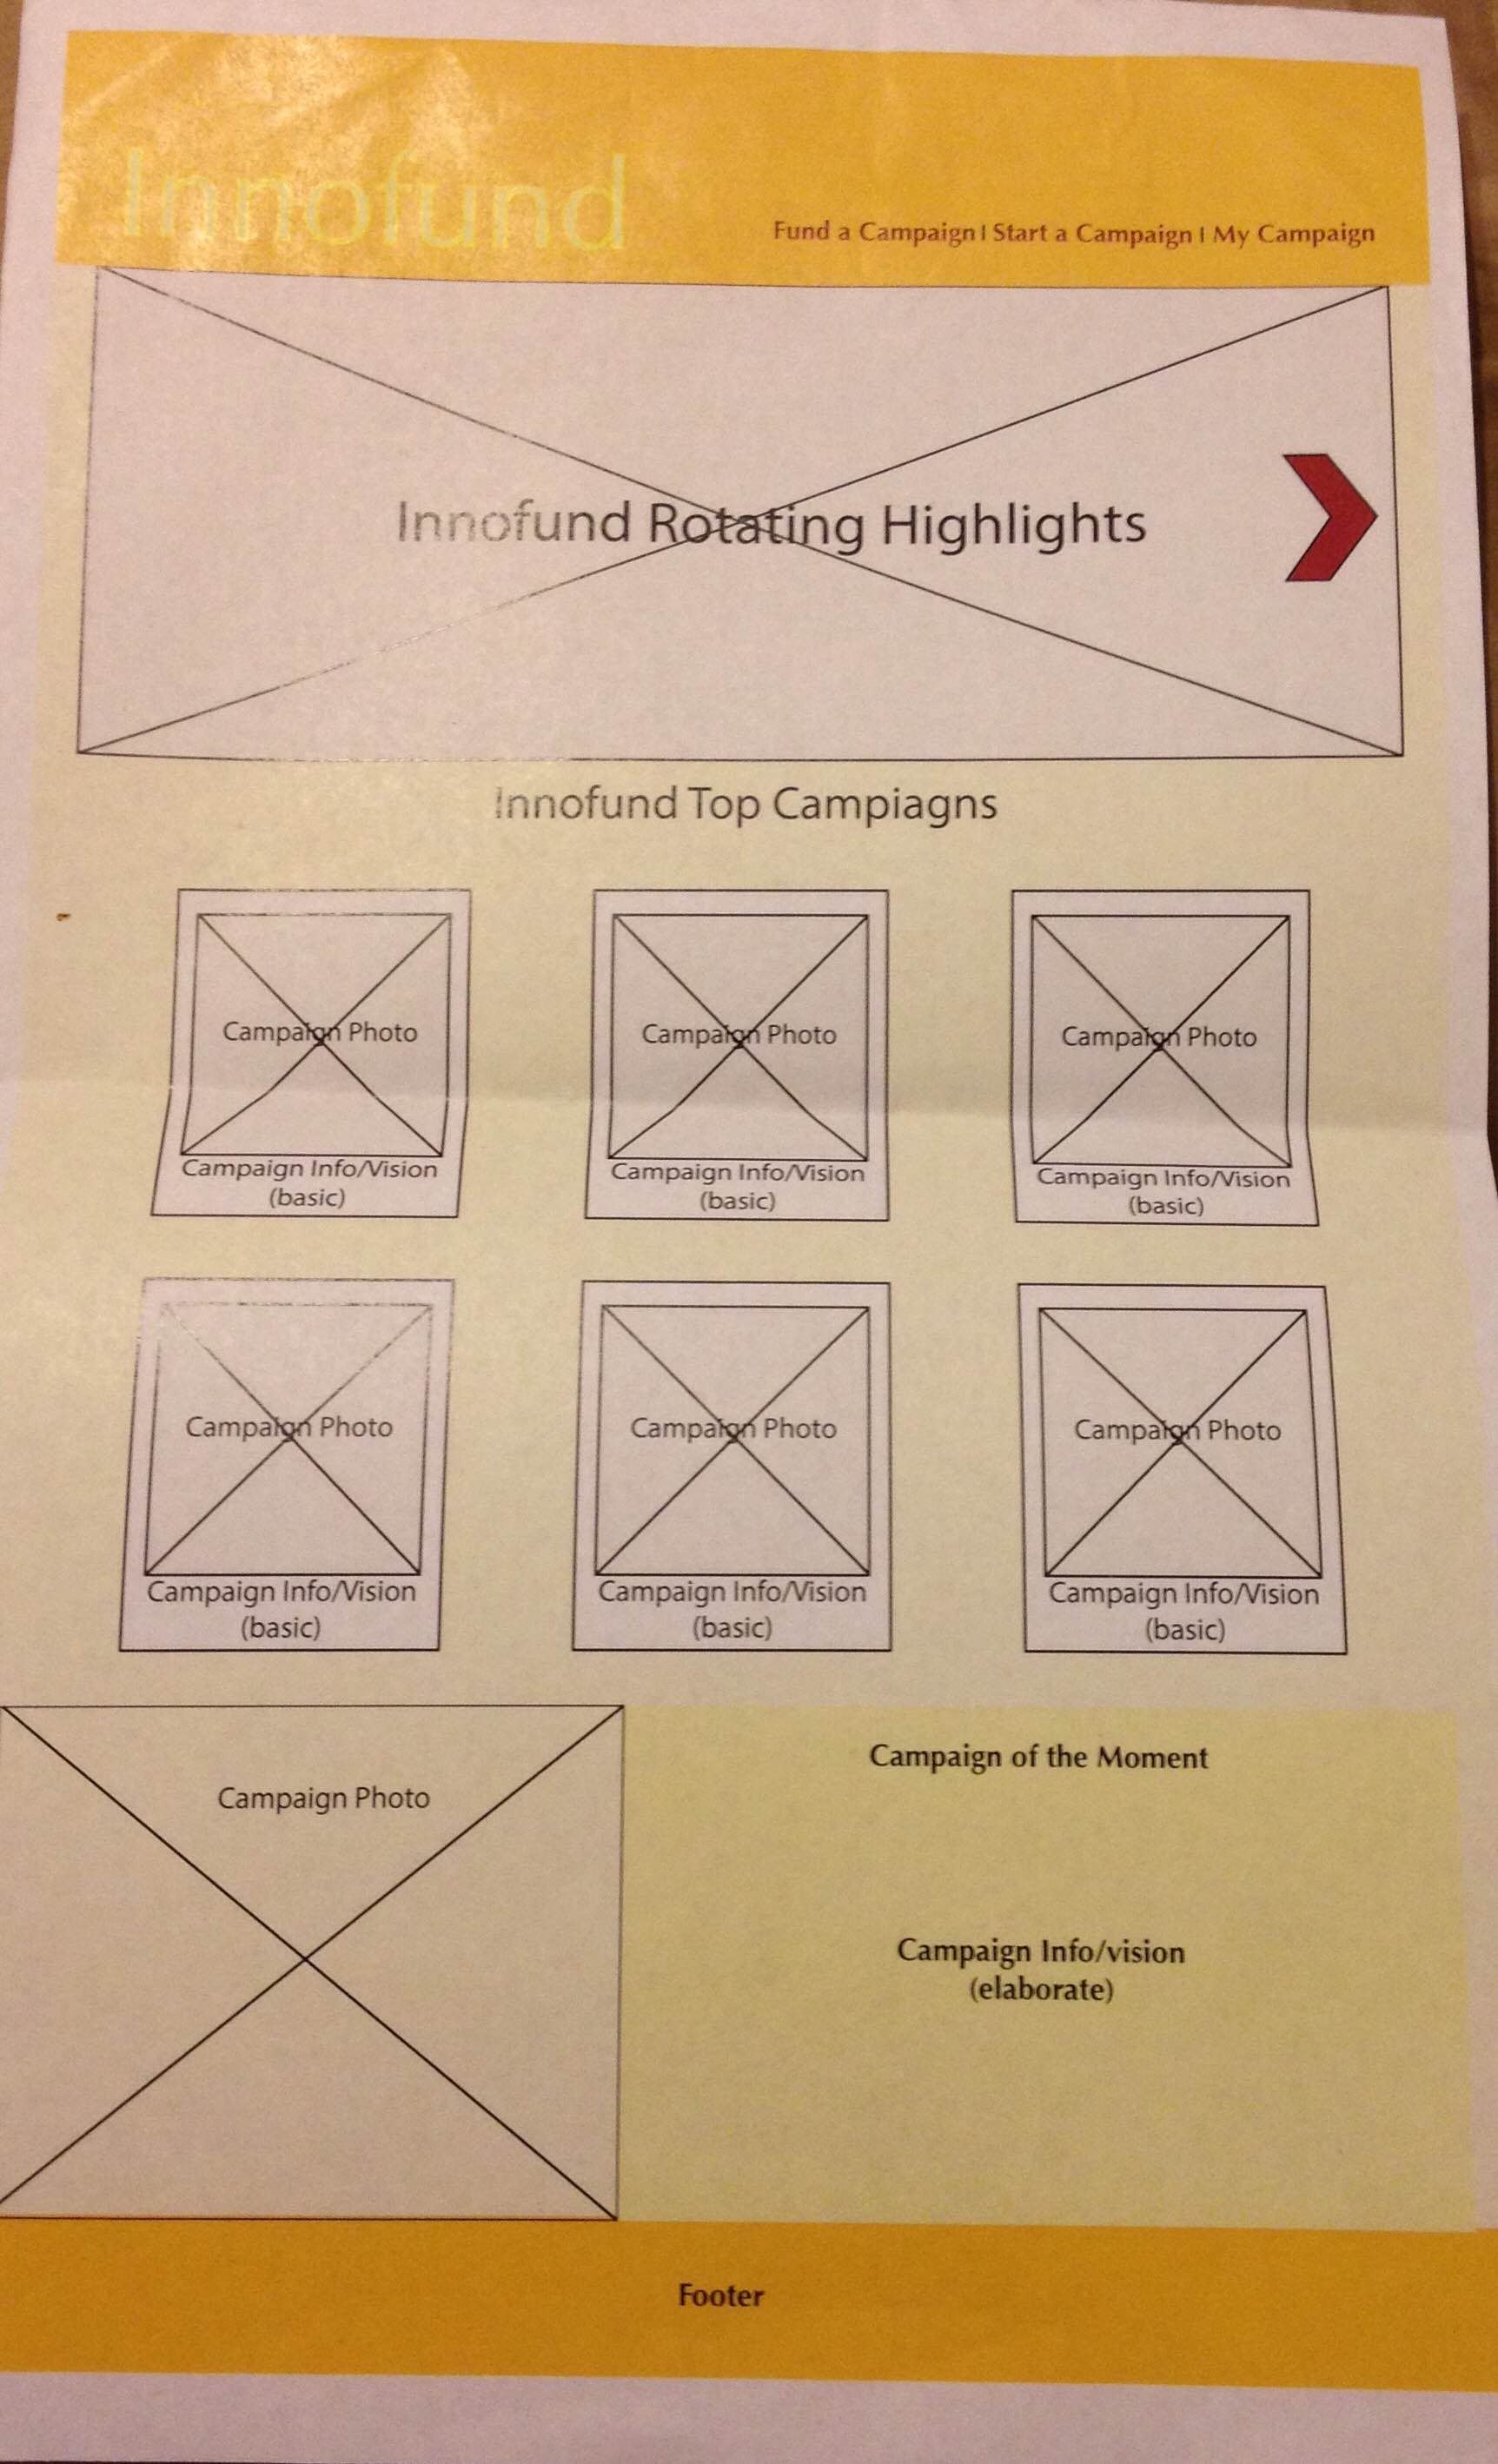 Innofund
Fund a Campaign | Start a Campaign | My Campaign
Innofund Rotating Highlights
Innofund Top Campiagns
Campaign Photo
Campaign Info/Vision
(basic)
Campaign Photo
Campaign Info/Vision
(basic)
Campaign Photo
Campaign Info/Vision
(basic)
Campaign Photo
Campaign Info/Vision
(basic)
Campaign Photo
Campaign Info/Vision
(basic)
Campaign Photo
Campaign Info/Vision
(basic)
Campaign Photo
Campaign of the Moment
Campaign Info/vision
(elaborate)
Footer